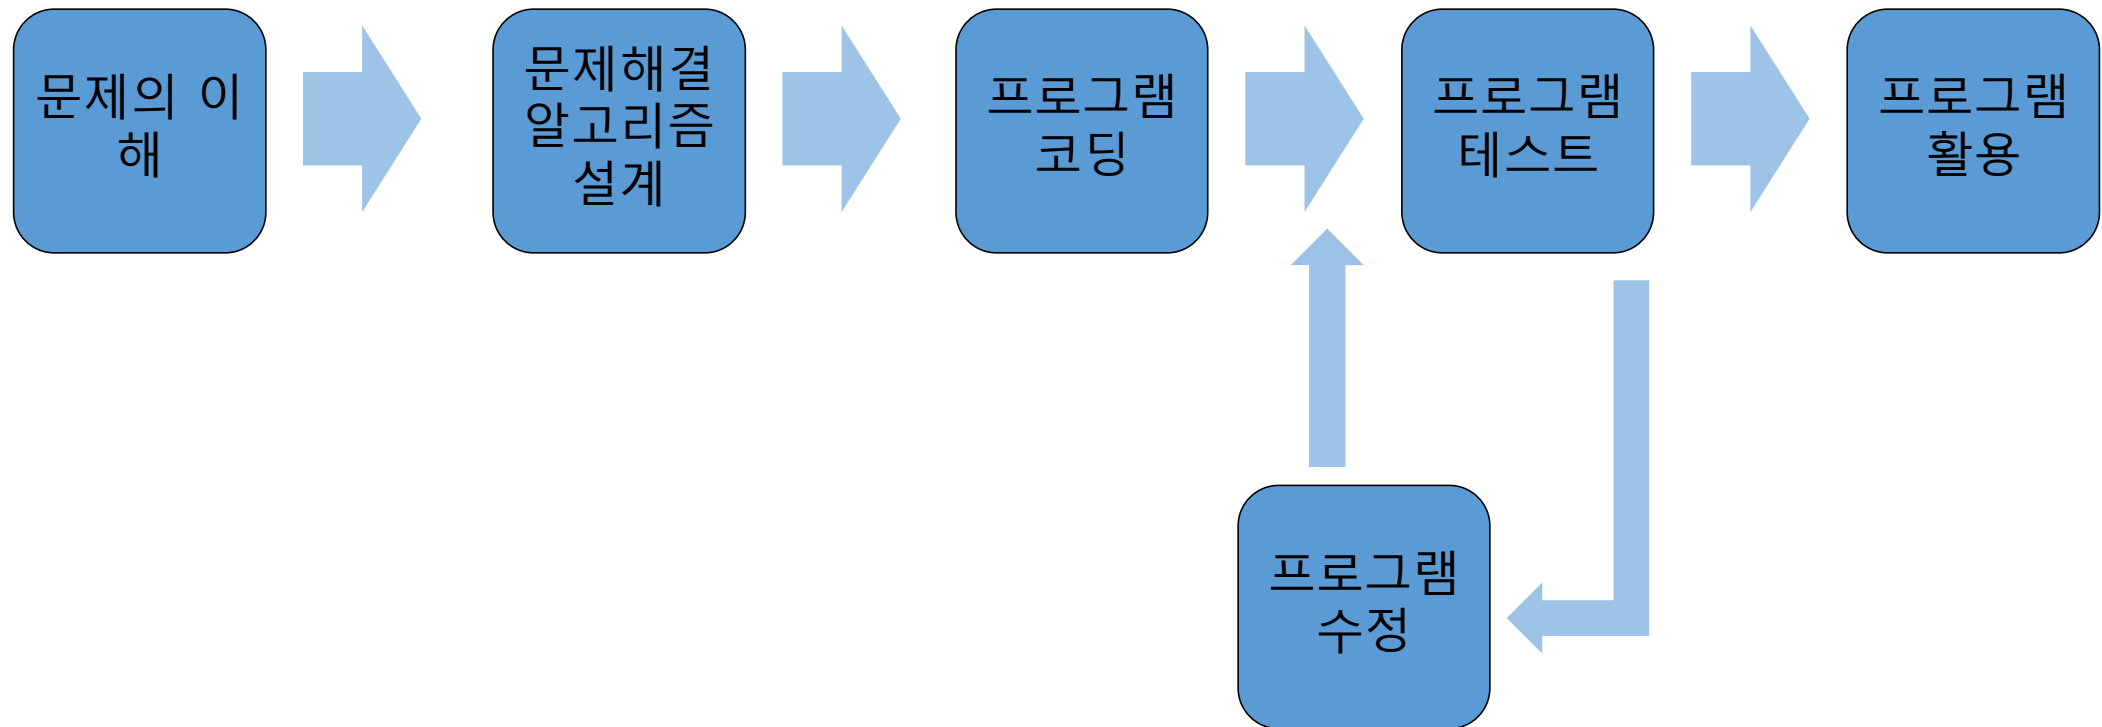 문제의 이
해
문제해결
알고리즘
설계
프로그램
코딩
프로그램
테스트
프로그램
활용
프로그램
수정